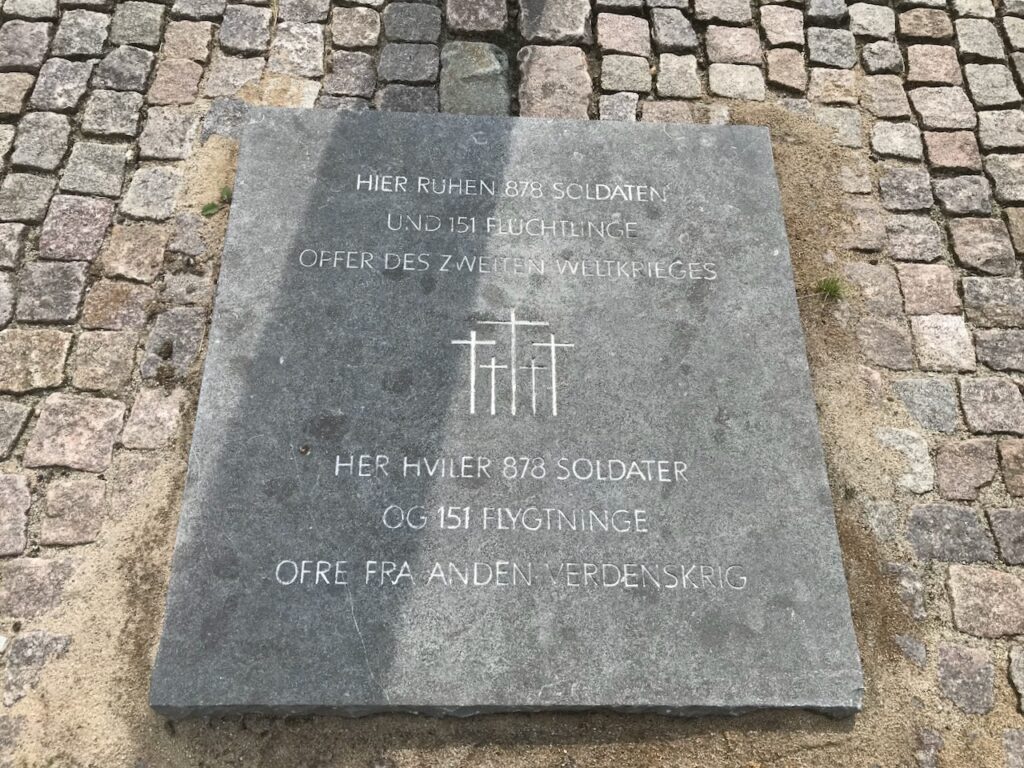 HIER RUHEN 878 SOLDATEN
UND 151 FLÜCHTLINGE
OPFER DES ZWEITEN WELTKRIEGES
HER HVILER 878 SOLDATER
OG 151 FLYGTNINGE
OFRE FRA ANDEN VERDENSKRIG